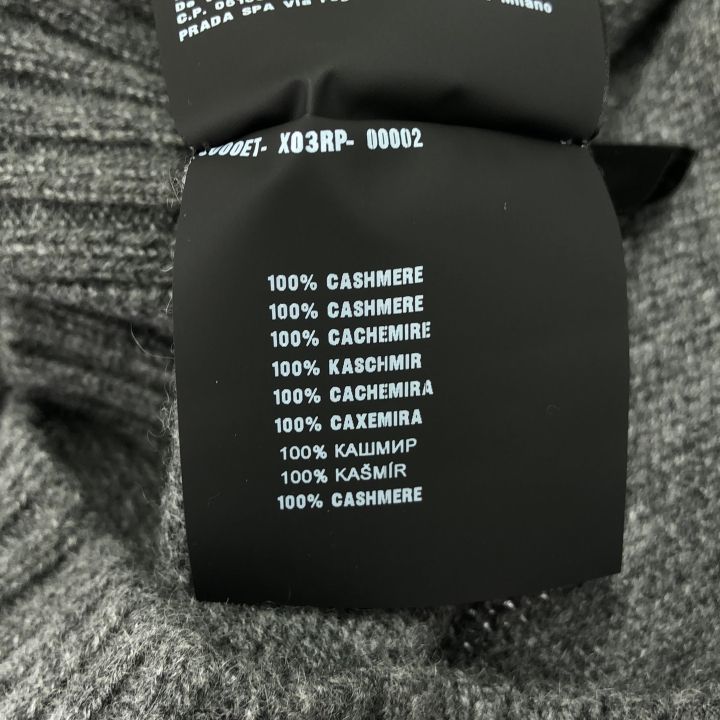 PRADA SPA Via
Milano
X03RP- 00002
100% CASHMERE
100% CASHMERE
100% CACHEMIRE
100% KASCHMIR
100% CACHEMIRA
100% CAXEMIRA
100% КАШМИР
100% KAŠMÍR
100% CASHMERE